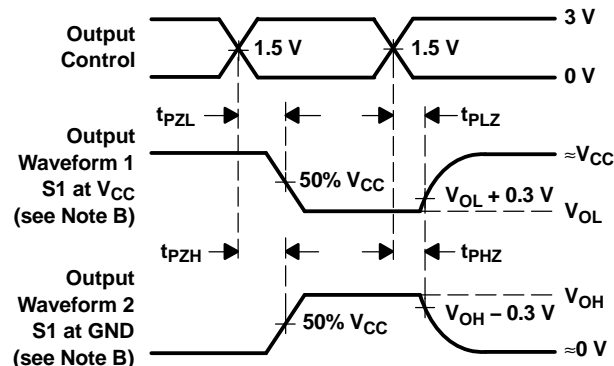 3 V
Output
Control
1.5 V
1.5 V
0 V
tPZL
tPLZ
Output
Waveform 1
S1 at VCC
(see Note B)
50% VCC
≈VCC
VOL + 0.3 V
VOL
tPZH
tPHZ
Output
Waveform 2
S1 at GND
(see Note B)
50% VCC
VOH
VOH − 0.3 V
≈0 V